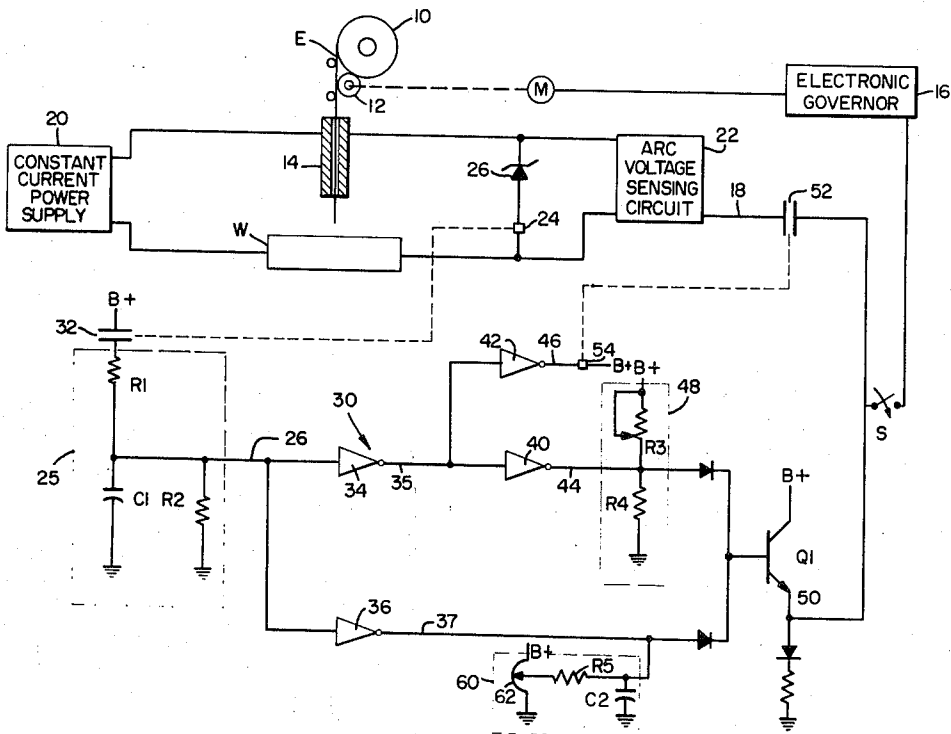 10
E
12
M
ELECTRONIC
GOVERNOR
16
20
CONSTANT
CURRENT
POWER
SUPPLY
14
26
22
ARC
VOLTAGE
SENSING
CIRCUIT
18
52
W
24
B+
32
R1
25
C1
R2
26
30
34
35
42
46
54
B+
B+
48
40
44
R3
R4
S
B+
Q1
50
36
37
B+
60
62
R5
C2